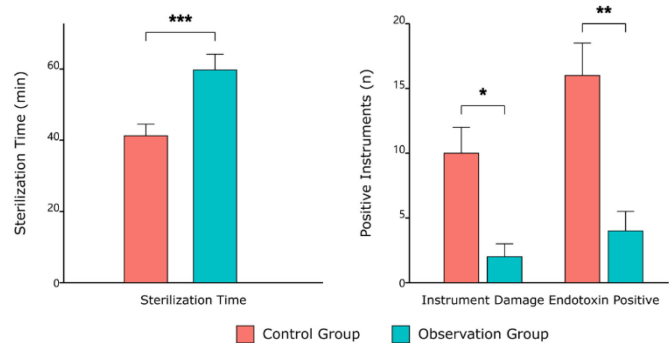 Sterilization Time (min)
60
40
20
0
***
Sterilization Time
Positive Instruments (n)
20
15
10
5
0
*
**
Instrument Damage Endotoxin Positive
Control Group Observation Group